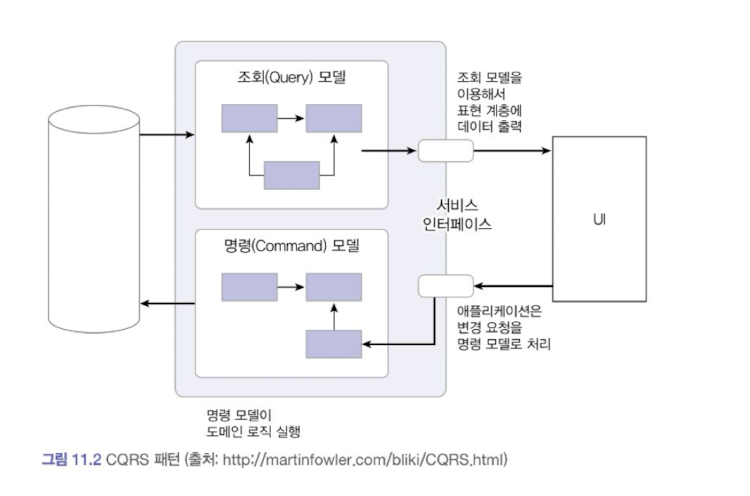 조회(Query) 모델
조회 모델을
이용해서
표현 계층에
데이터 출력
서비스
인터페이스
UI
명령(Command) 모델
애플리케이션은
변경 요청을
명령 모델로 처리
명령 모델이
도메인 로직 실행
그림 11.2 CQRS 패턴 (출처: http://martinfowler.com/bliki/CQRS.html)